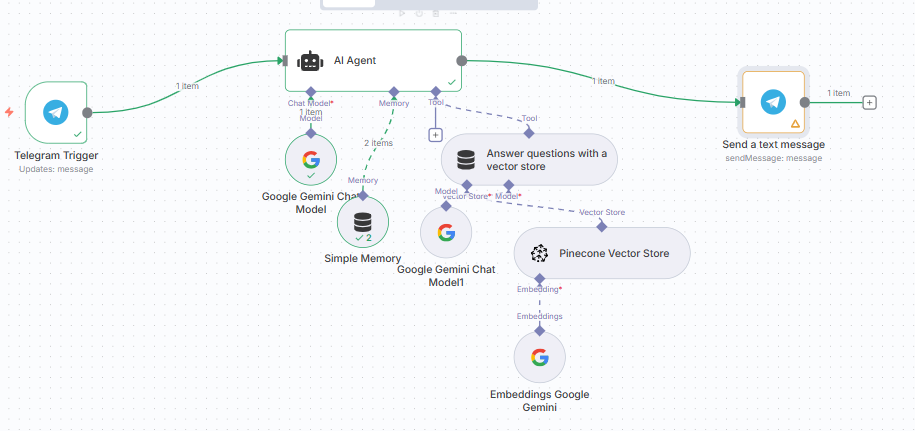 AI Agent
1 item
1 item
1 item
Chat Model*
1 item
Model
Memory
Tool
Tool
Telegram Trigger
Updates: message
Send a text message
sendMessage: message
2 items
Answer questions with a
vector store
Memory
Model
Vector Store*
Model*
Google Gemini Chat
Model
2
Simple Memory
Vector Store
Google Gemini Chat
Model1
Pinecone Vector Store
Embedding*
Embeddings
Embeddings Google
Gemini